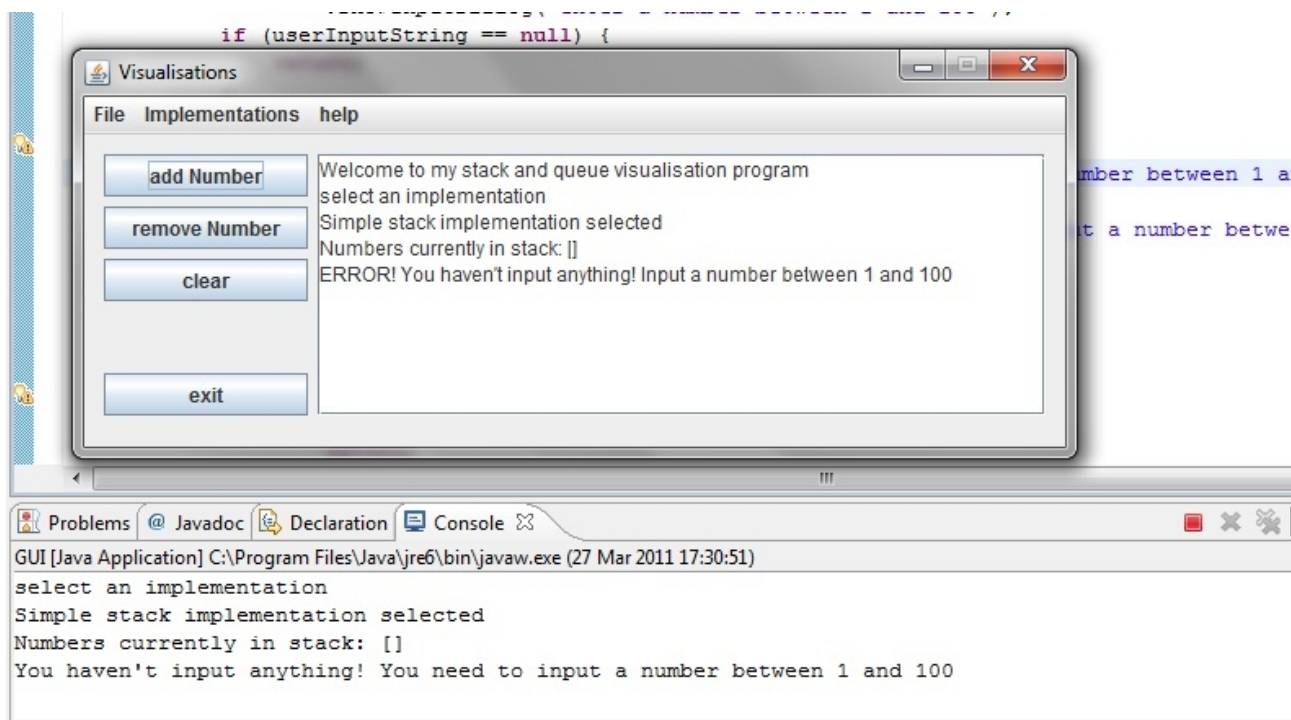 if (userInputString == null) {
Visualisations
File Implementations help
add Number
remove Number
clear
exit
Welcome to my stack and queue visualisation program
select an implementation
Simple stack implementation selected
Numbers currently in stack: []
ERROR! You haven't input anything! Input a number between 1 and 100
mber between 1 a
t a number betwe
Problems @ Javadoc Declaration Console
GUI [Java Application] C:\Program Files\Java\jre6\bin\javaw.exe (27 Mar 2011 17:30:51)
select an implementation
Simple stack implementation selected
Numbers currently in stack: []
You haven't input anything! You need to input a number between 1 and 100